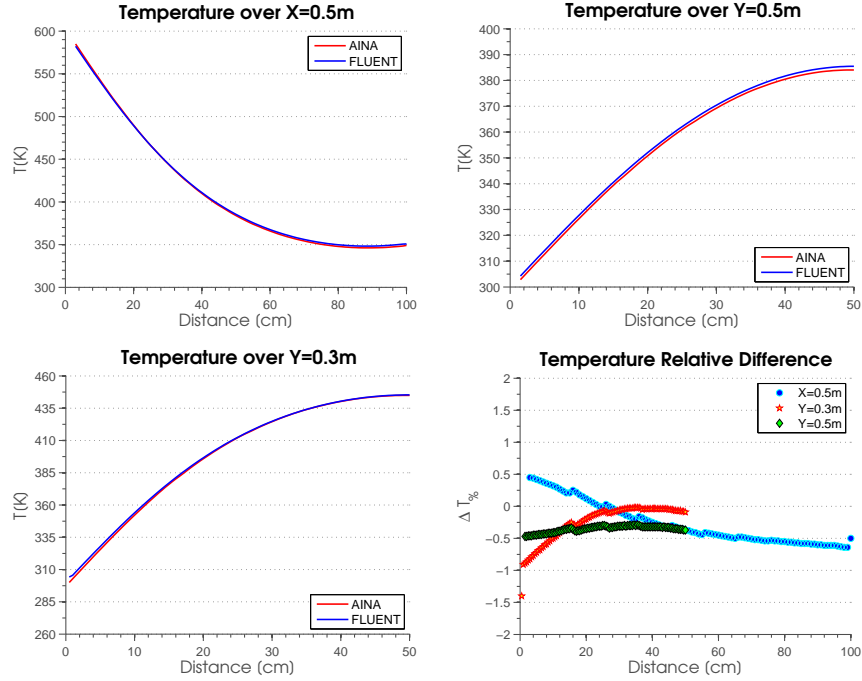 Temperature over X=0.5m
600
550
500
450
400
350
300
T(K)
0 20 40 60 80 100
Distance (cm)
AINA
FLUENT
Temperature over Y=0.5m
400
390
380
370
360
350
340
330
320
310
300
T(K)
0 10 20 30 40 50
Distance (cm)
AINA
FLUENT
Temperature over Y=0.3m
460
435
410
385
360
335
310
285
260
T(K)
0 10 20 30 40 50
Distance (cm)
AINA
FLUENT
Temperature Relative Difference
2
1.5
1
0.5
0
−0.5
−1
−1.5
−2
Δ T%
0 20 40 60 80 100
Distance (cm)
X=0.5m
Y=0.3m
Y=0.5m